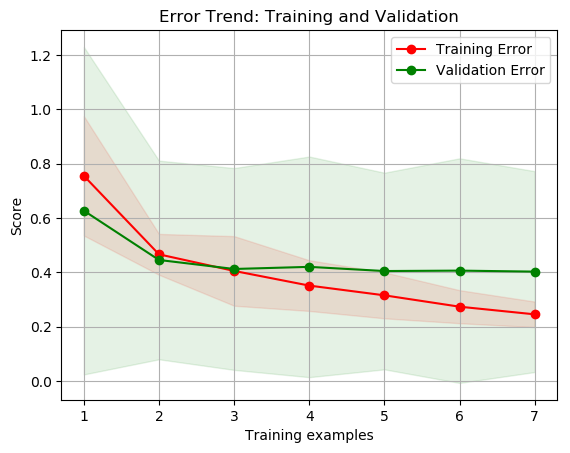 Error Trend: Training and Validation
Training Error
Validation Error
Score
1.2
1.0
0.8
0.6
0.4
0.2
0.0
1 2 3 4 5 6 7
Training examples